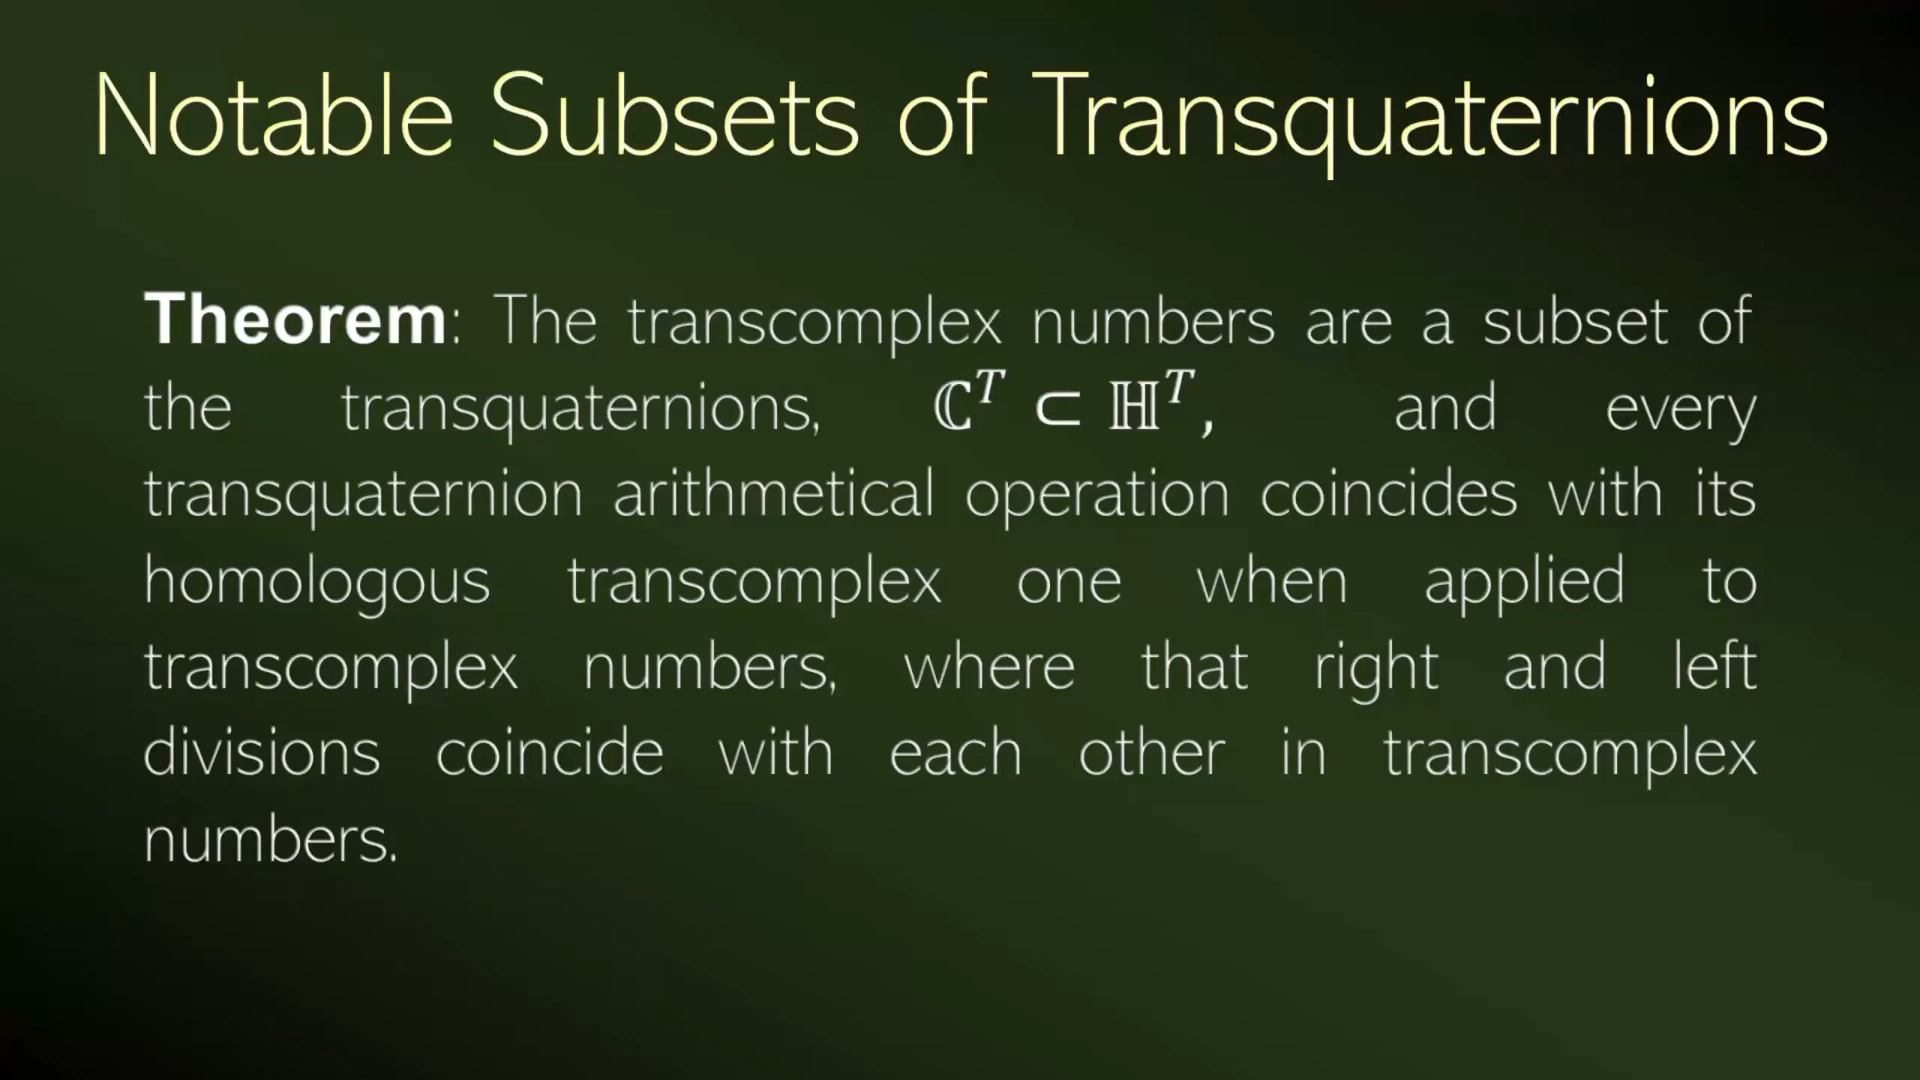 Notable Subsets of Transquaternions
Theorem: The transcomplex numbers are a subset of
the transquaternions, ℂᵀ ⊂ ℍᵀ, and every
transquaternion arithmetical operation coincides with its
homologous transcomplex one when applied to
transcomplex numbers, where that right and left
divisions coincide with each other in transcomplex
numbers.